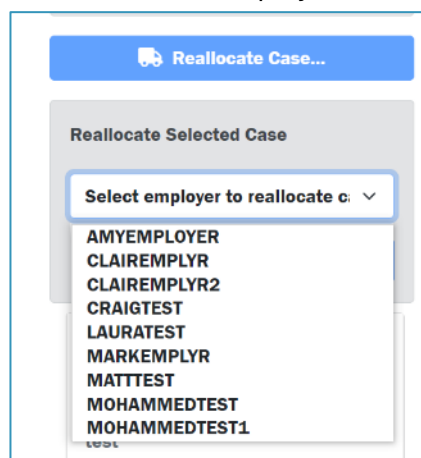 Reallocate Case...
Reallocate Selected Case
Select employer to reallocate c
AMYEMPLOYER
CLAIREMPLYR
CLAIREMPLYR2
CRAIGTEST
LAURATEST
MARKEMPLYR
MATTTEST
MOHAMMEDTEST
MOHAMMEDTEST1
test